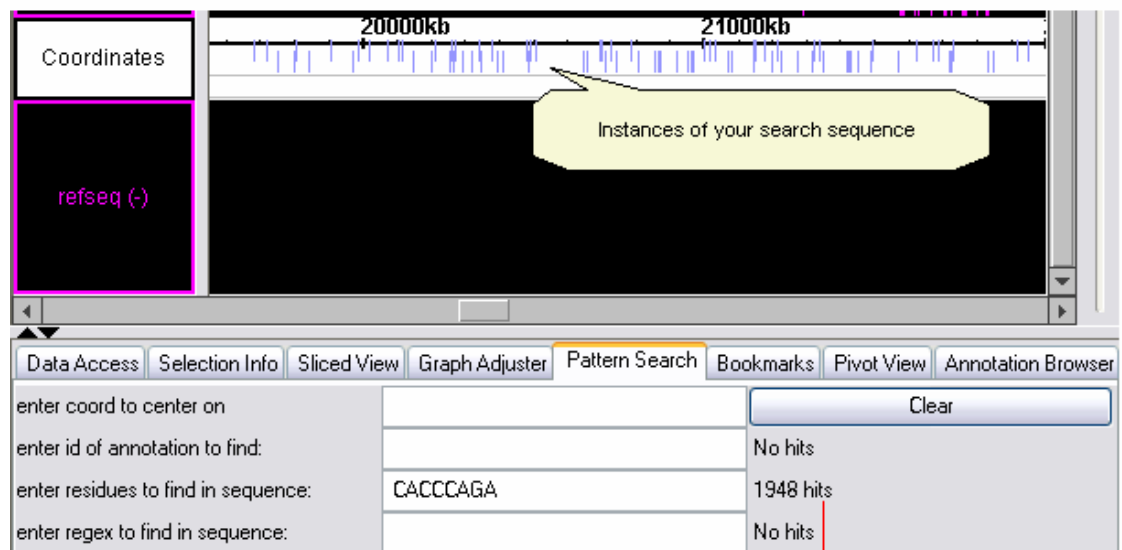 20000kb 21000kb
Coordinates
Instances of your search sequence
refseq (-)
Data Access Selection Info Sliced View Graph Adjuster Pattern Search Bookmarks Pivot View Annotation Browser
enter coord to center on Clear
enter id of annotation to find: No hits
enter residues to find in sequence: CACCCAGA 1948 hits
enter regex to find in sequence: No hits